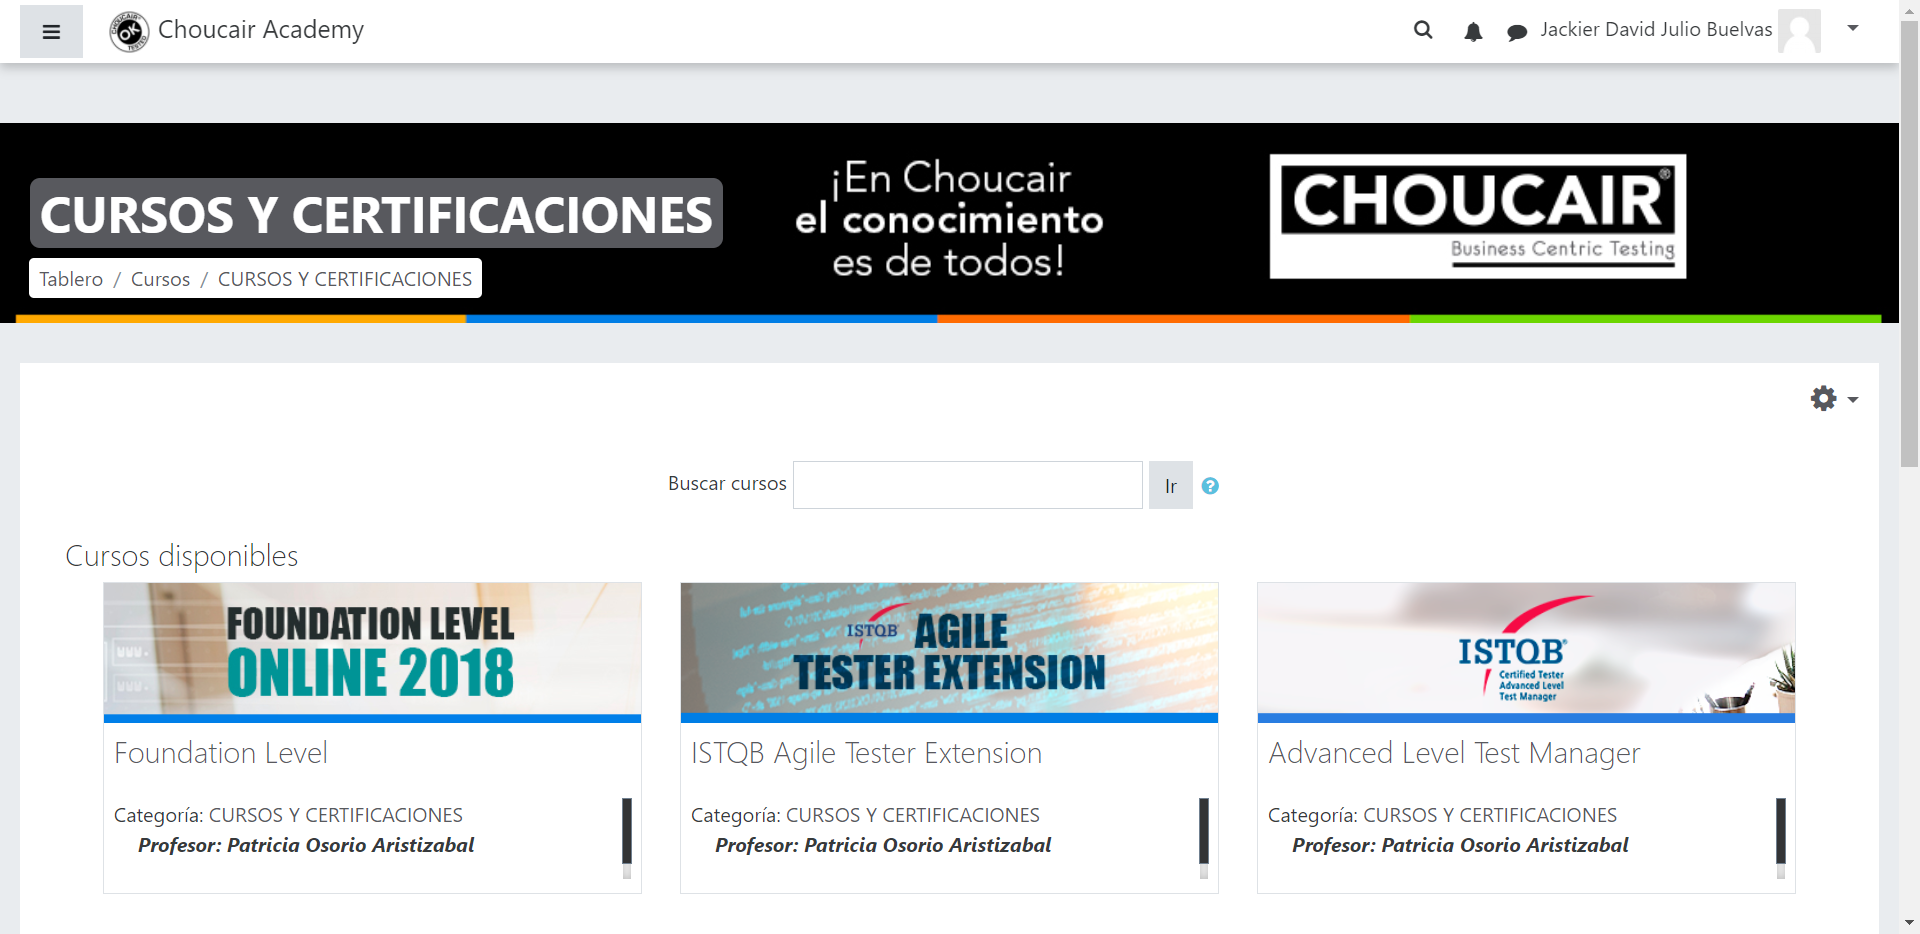 Choucair Academy
Jackier David Julio Buelvas
CURSOS Y CERTIFICACIONES
Tablero / Cursos / CURSOS Y CERTIFICACIONES
¡En Choucair
el conocimiento
es de todos!
CHOUCAIR®
Business Centric Testing
Buscar cursos
Ir
Cursos disponibles
FOUNDATION LEVEL
ONLINE 2018
Foundation Level
Categoría: CURSOS Y CERTIFICACIONES
Profesor: Patricia Osorio Aristizabal
ISTQB AGILE
TESTER EXTENSION
ISTQB Agile Tester Extension
Categoría: CURSOS Y CERTIFICACIONES
Profesor: Patricia Osorio Aristizabal
ISTQB®
Certified Tester
Advanced Level
Test Manager
Advanced Level Test Manager
Categoría: CURSOS Y CERTIFICACIONES
Profesor: Patricia Osorio Aristizabal